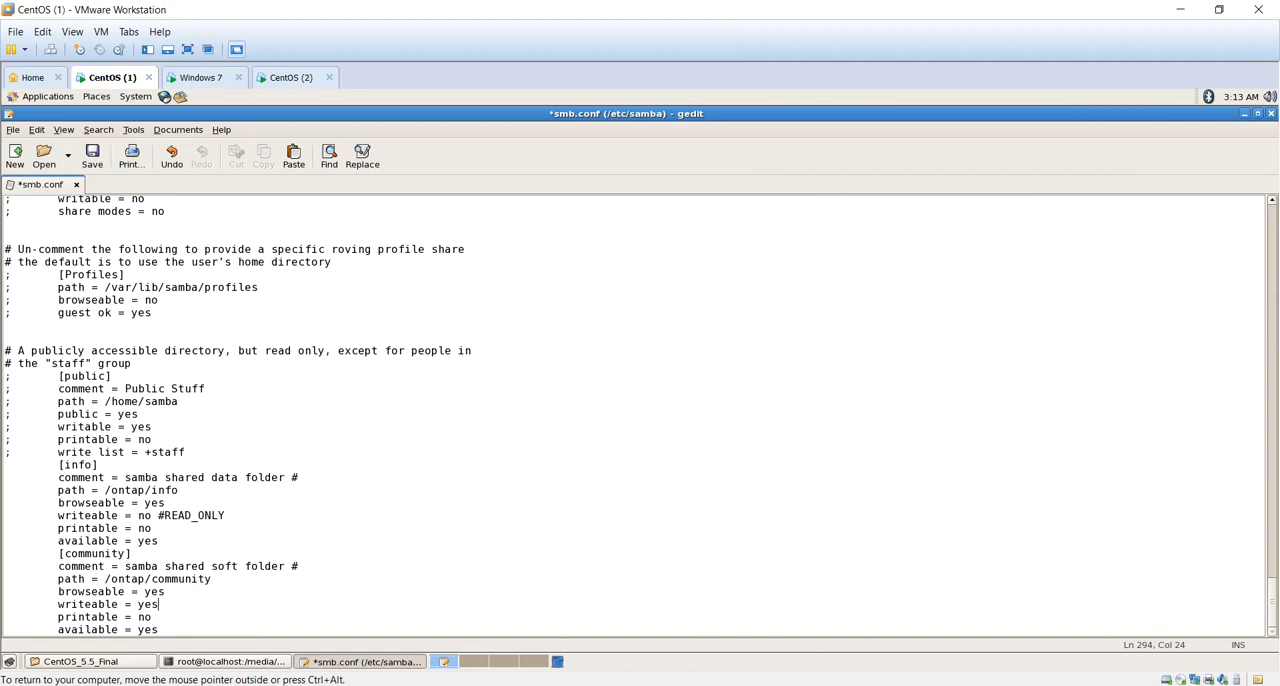 CentOS (1) - VMware Workstation
File Edit View VM Tabs Help
Home CentOS (1) Windows 7 CentOS (2)
Applications Places System 3:13 AM
*smb.conf (/etc/samba) - gedit
File Edit View Search Tools Documents Help
New Open Save Print... Undo Redo Cut Copy Paste Find Replace
*smb.conf
; writable = no
; share modes = no
# Un-comment the following to provide a specific roving profile share
# the default is to use the user's home directory
; [Profiles]
; path = /var/lib/samba/profiles
; browseable = no
; guest ok = yes
# A publicly accessible directory, but read only, except for people in
# the "staff" group
; [public]
; comment = Public Stuff
; path = /home/samba
; public = yes
; writable = yes
; printable = no
; write list = +staff
[info]
comment = samba shared data folder #
path = /ontap/info
browseable = yes
writeable = no #READ_ONLY
printable = no
available = yes
[community]
comment = samba shared soft folder #
path = /ontap/community
browseable = yes
writeable = yes
printable = no
available = yes
Ln 294, Col 24 INS
CentOS_5.5_Final root@localhost:/media/... *smb.conf (/etc/samba...
To return to your computer, move the mouse pointer outside or press Ctrl+Alt.